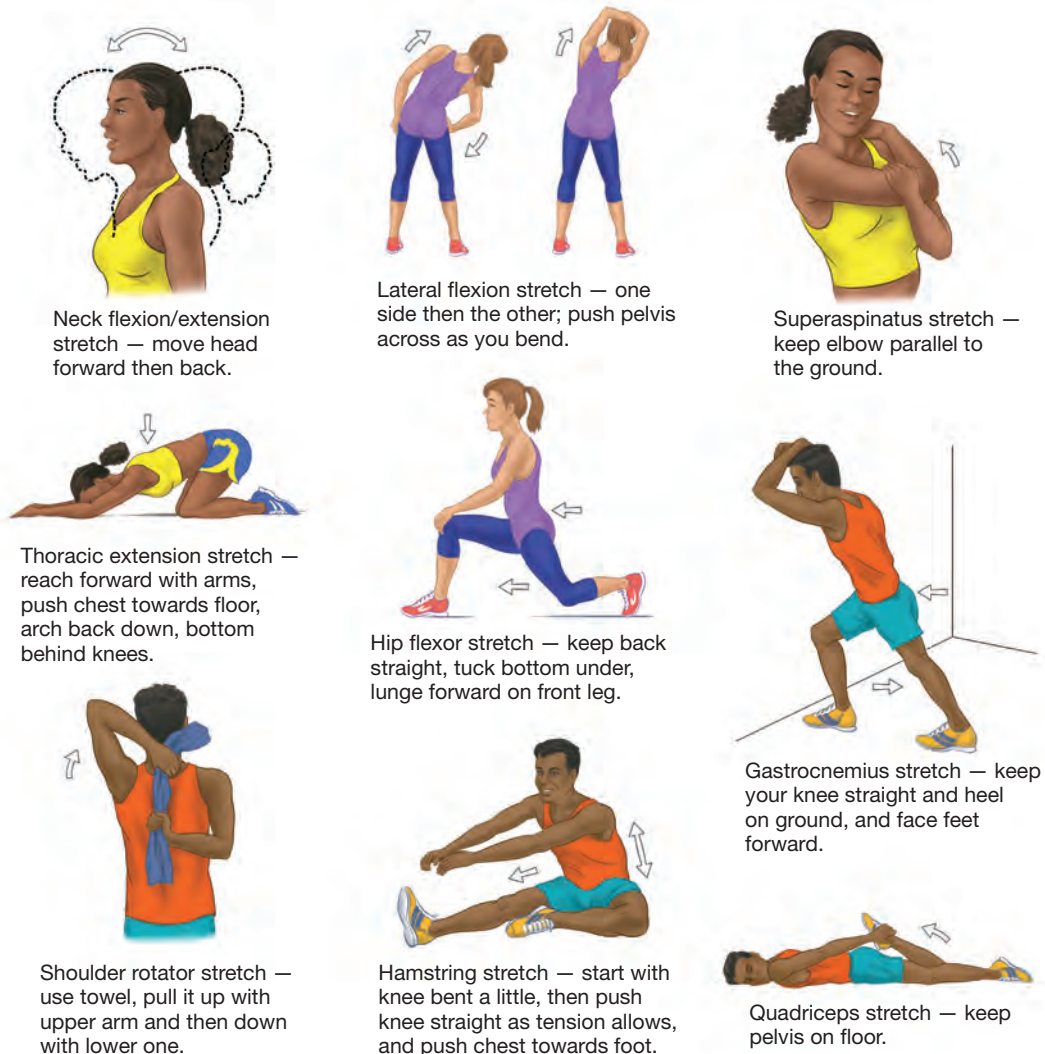 Neck flexion/extension
stretch — move head
forward then back.
Lateral flexion stretch — one
side then the other; push pelvis
across as you bend.
Superaspinatus stretch —
keep elbow parallel to
the ground.
Thoracic extension stretch —
reach forward with arms,
push chest towards floor,
arch back down, bottom
behind knees.
Hip flexor stretch — keep back
straight, tuck bottom under,
lunge forward on front leg.
Gastrocnemius stretch — keep
your knee straight and heel
on ground, and face feet
forward.
Shoulder rotator stretch —
use towel, pull it up with
upper arm and then down
with lower one.
Hamstring stretch — start with
knee bent a little, then push
knee straight as tension allows,
and push chest towards foot.
Quadriceps stretch — keep
pelvis on floor.